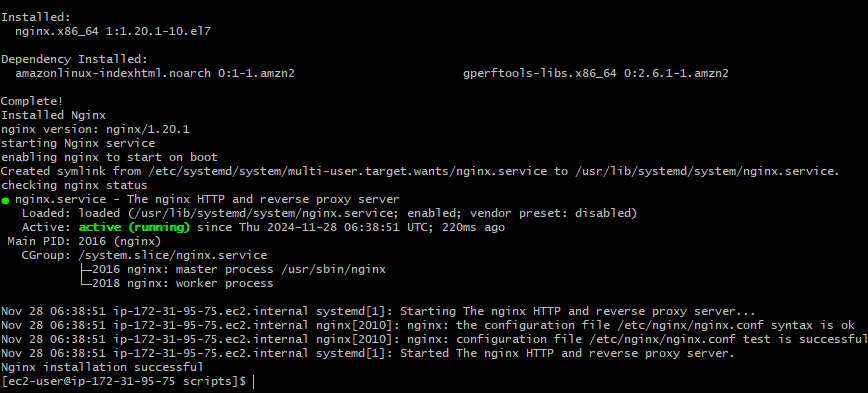 Installed:
  nginx.x86_64 1:1.20.1-10.el7
Dependency Installed:
  amazonlinux-indexhtml.noarch 0:1-1.amzn2                        gperftools-libs.x86_64 0:2.6.1-1.amzn2
Complete!
Installed Nginx
nginx version: nginx/1.20.1
starting Nginx service
enabling nginx to start on boot
Created symlink from /etc/systemd/system/multi-user.target.wants/nginx.service to /usr/lib/systemd/system/nginx.service.
checking nginx status
● nginx.service - The nginx HTTP and reverse proxy server
   Loaded: loaded (/usr/lib/systemd/system/nginx.service; enabled; vendor preset: disabled)
   Active: active (running) since Thu 2024-11-28 06:38:51 UTC; 220ms ago
 Main PID: 2016 (nginx)
   CGroup: /system.slice/nginx.service
           ├─2016 nginx: master process /usr/sbin/nginx
           └─2018 nginx: worker process
Nov 28 06:38:51 ip-172-31-95-75.ec2.internal systemd[1]: Starting The nginx HTTP and reverse proxy server...
Nov 28 06:38:51 ip-172-31-95-75.ec2.internal nginx[2010]: nginx: the configuration file /etc/nginx/nginx.conf syntax is ok
Nov 28 06:38:51 ip-172-31-95-75.ec2.internal nginx[2010]: nginx: configuration file /etc/nginx/nginx.conf test is successful
Nov 28 06:38:51 ip-172-31-95-75.ec2.internal systemd[1]: Started The nginx HTTP and reverse proxy server.
Nginx installation successful
[ec2-user@ip-172-31-95-75 scripts]$